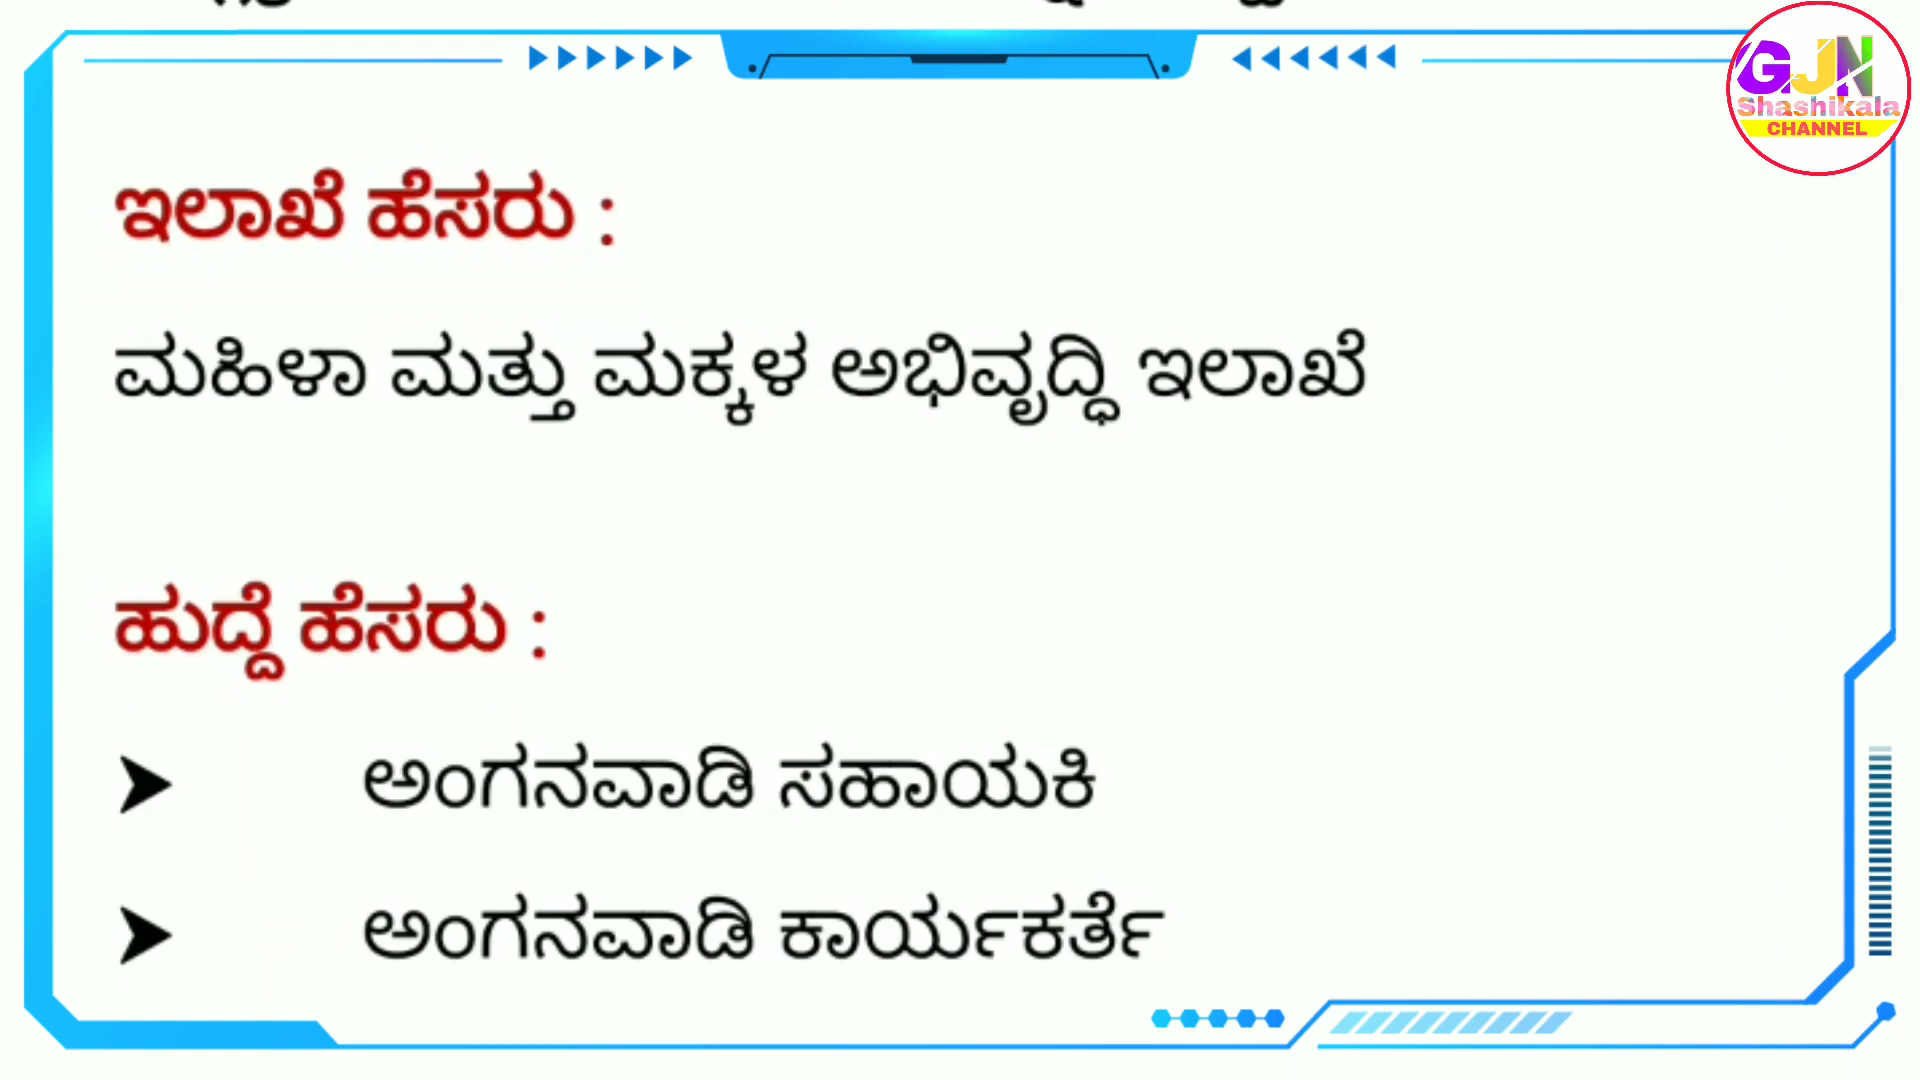 GJN
Shashikala
CHANNEL
ಇಲಾಖೆ ಹೆಸರು :
ಮಹಿಳಾ ಮತ್ತು ಮಕ್ಕಳ ಅಭಿವೃದ್ಧಿ ಇಲಾಖೆ
ಹುದ್ದೆ ಹೆಸರು :
➤ ಅಂಗನವಾಡಿ ಸಹಾಯಕಿ
➤ ಅಂಗನವಾಡಿ ಕಾರ್ಯಕರ್ತೆ